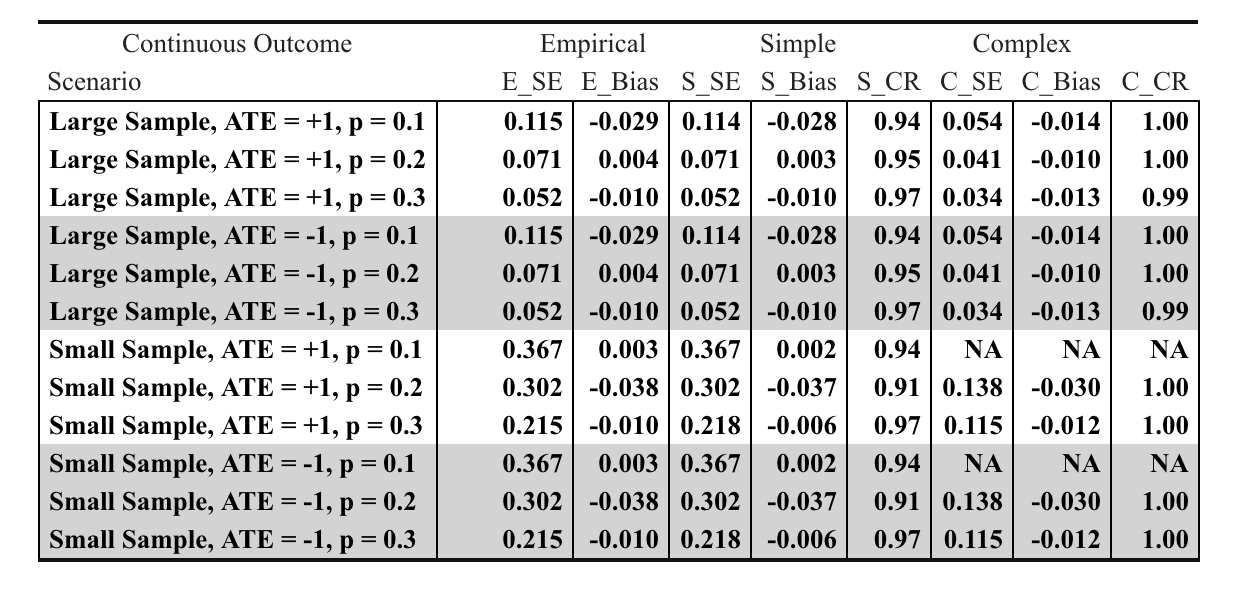 Continuous Outcome Empirical Simple Complex
Scenario E_SE E_Bias S_SE S_Bias S_CR C_SE C_Bias C_CR
Large Sample, ATE = +1, p = 0.1 0.115 -0.029 0.114 -0.028 0.94 0.054 -0.014 1.00
Large Sample, ATE = +1, p = 0.2 0.071 0.004 0.071 0.003 0.95 0.041 -0.010 1.00
Large Sample, ATE = +1, p = 0.3 0.052 -0.010 0.052 -0.010 0.97 0.034 -0.013 0.99
Large Sample, ATE = -1, p = 0.1 0.115 -0.029 0.114 -0.028 0.94 0.054 -0.014 1.00
Large Sample, ATE = -1, p = 0.2 0.071 0.004 0.071 0.003 0.95 0.041 -0.010 1.00
Large Sample, ATE = -1, p = 0.3 0.052 -0.010 0.052 -0.010 0.97 0.034 -0.013 0.99
Small Sample, ATE = +1, p = 0.1 0.367 0.003 0.367 0.002 0.94 NA NA NA
Small Sample, ATE = +1, p = 0.2 0.302 -0.038 0.302 -0.037 0.91 0.138 -0.030 1.00
Small Sample, ATE = +1, p = 0.3 0.215 -0.010 0.218 -0.006 0.97 0.115 -0.012 1.00
Small Sample, ATE = -1, p = 0.1 0.367 0.003 0.367 0.002 0.94 NA NA NA
Small Sample, ATE = -1, p = 0.2 0.302 -0.038 0.302 -0.037 0.91 0.138 -0.030 1.00
Small Sample, ATE = -1, p = 0.3 0.215 -0.010 0.218 -0.006 0.97 0.115 -0.012 1.00